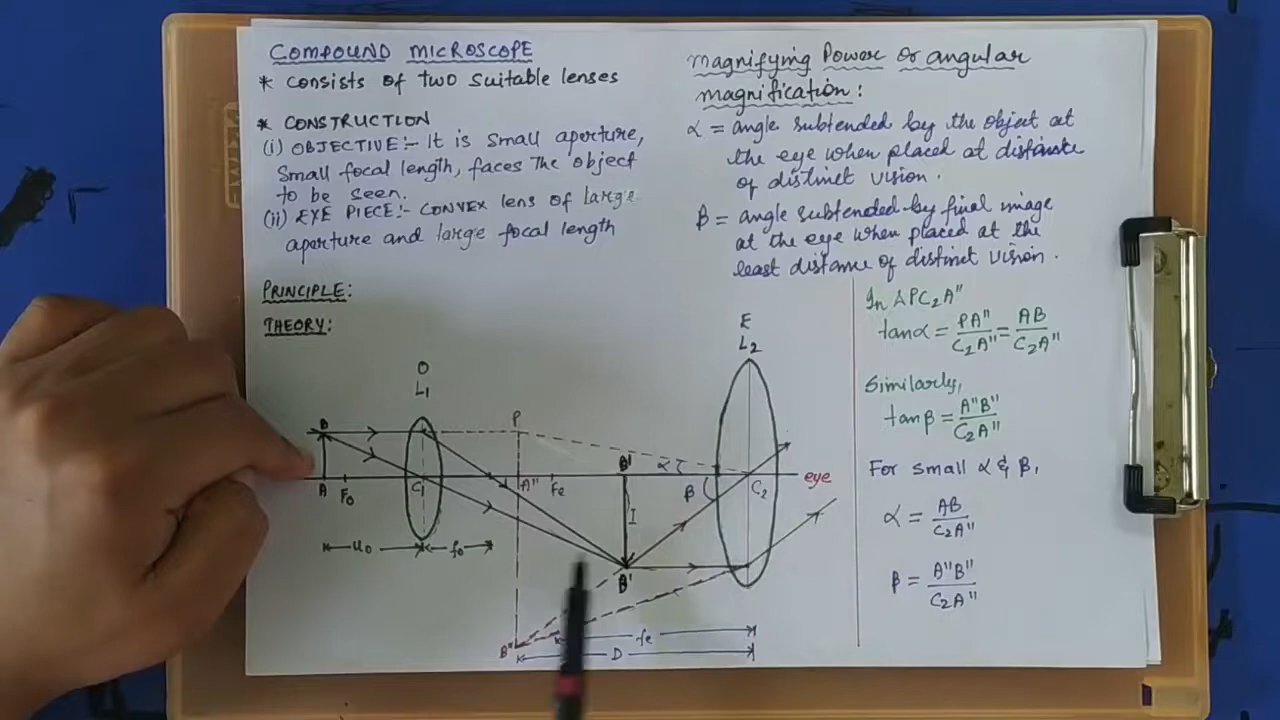 COMPOUND MICROSCOPE
* Consists of two suitable lenses
* CONSTRUCTION
(i) OBJECTIVE:- It is small aperture,
Small focal length, faces the object
to be seen.
(ii) EYE PIECE:- CONVEX lens of large
aperture and large focal length
PRINCIPLE:
THEORY:
O
L₁
E
L₂
B
P
B'
α
A
F₀
C₁
A"
Fe
β
C₂
eye
I
u₀
f₀
B'
B"
fe
D
Magnifying Power or angular
magnification:
α = angle subtended by the object at
the eye when placed at distance
of distinct vision.
β = angle subtended by final image
at the eye when placed at the
least distance of distinct vision.
In ΔPC₂A"
tanα = PA"/C₂A" = AB/C₂A"
Similarly,
tanβ = A"B"/C₂A"
For small α & β,
α = AB/C₂A"
β = A"B"/C₂A"